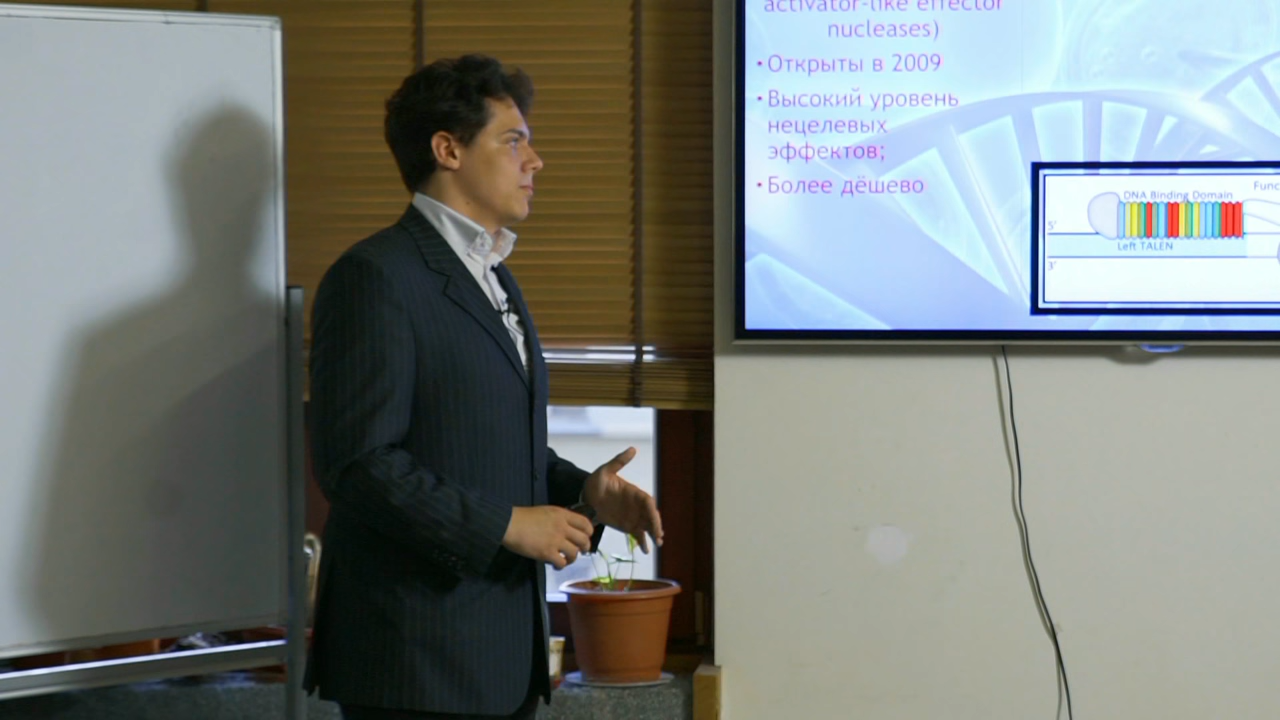 activator-like effector
nucleases)
•Открыты в 2009
•Высокий уровень
нецелевых
эффектов;
•Более дёшево
DNA Binding Domain
Func
5'
Left TALEN
3'